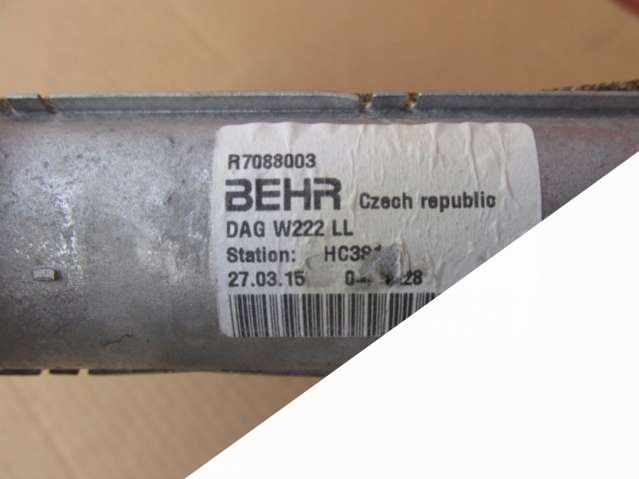 R7088003
BEHR Czech republic
DAG W222 LL
Station:
27.03.15